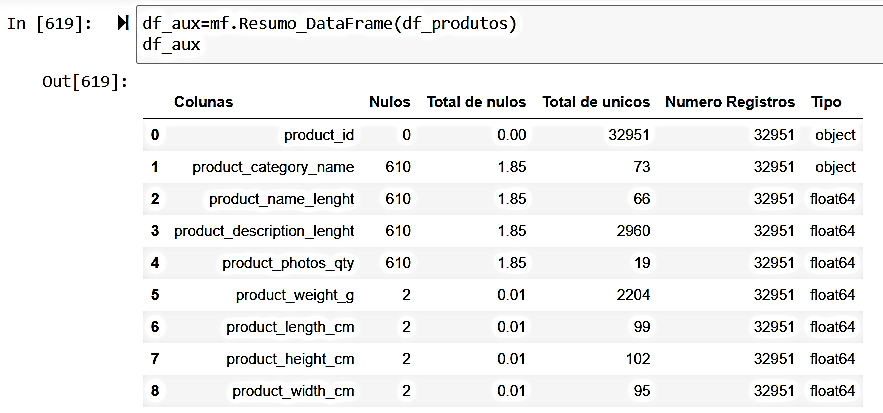 In [619]: df_aux=mf.Resumo_DataFrame(df_produtos)
df_aux
Out[619]:
Colunas Nulos Total de nulos Total de unicos Numero Registros Tipo
0 product_id 0 0.00 32951 32951 object
1 product_category_name 610 1.85 73 32951 object
2 product_name_lenght 610 1.85 66 32951 float64
3 product_description_lenght 610 1.85 2960 32951 float64
4 product_photos_qty 610 1.85 19 32951 float64
5 product_weight_g 2 0.01 2204 32951 float64
6 product_length_cm 2 0.01 99 32951 float64
7 product_height_cm 2 0.01 102 32951 float64
8 product_width_cm 2 0.01 95 32951 float64